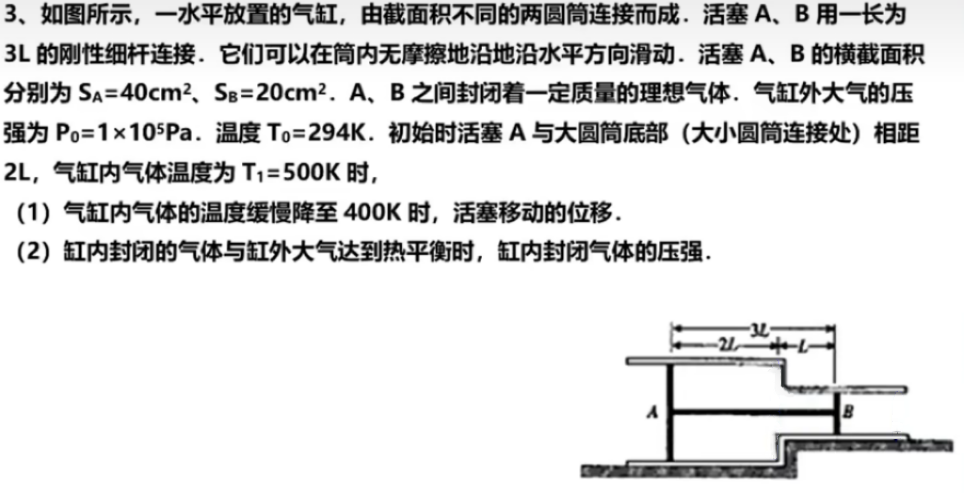 3、如图所示，一水平放置的气缸，由截面积不同的两圆筒连接而成．活塞 A、B 用一长为
3L 的刚性细杆连接．它们可以在筒内无摩擦地沿地沿水平方向滑动．活塞 A、B 的横截面积
分别为 S_A=40cm²、S_B=20cm²．A、B 之间封闭着一定质量的理想气体．气缸外大气的压
强为 P₀=1×10⁵Pa．温度 T₀=294K．初始时活塞 A 与大圆筒底部（大小圆筒连接处）相距
2L，气缸内气体温度为 T₁=500K 时，
（1）气缸内气体的温度缓慢降至 400K 时，活塞移动的位移．
（2）缸内封闭的气体与缸外大气达到热平衡时，缸内封闭气体的压强．
3L
2L L
A B